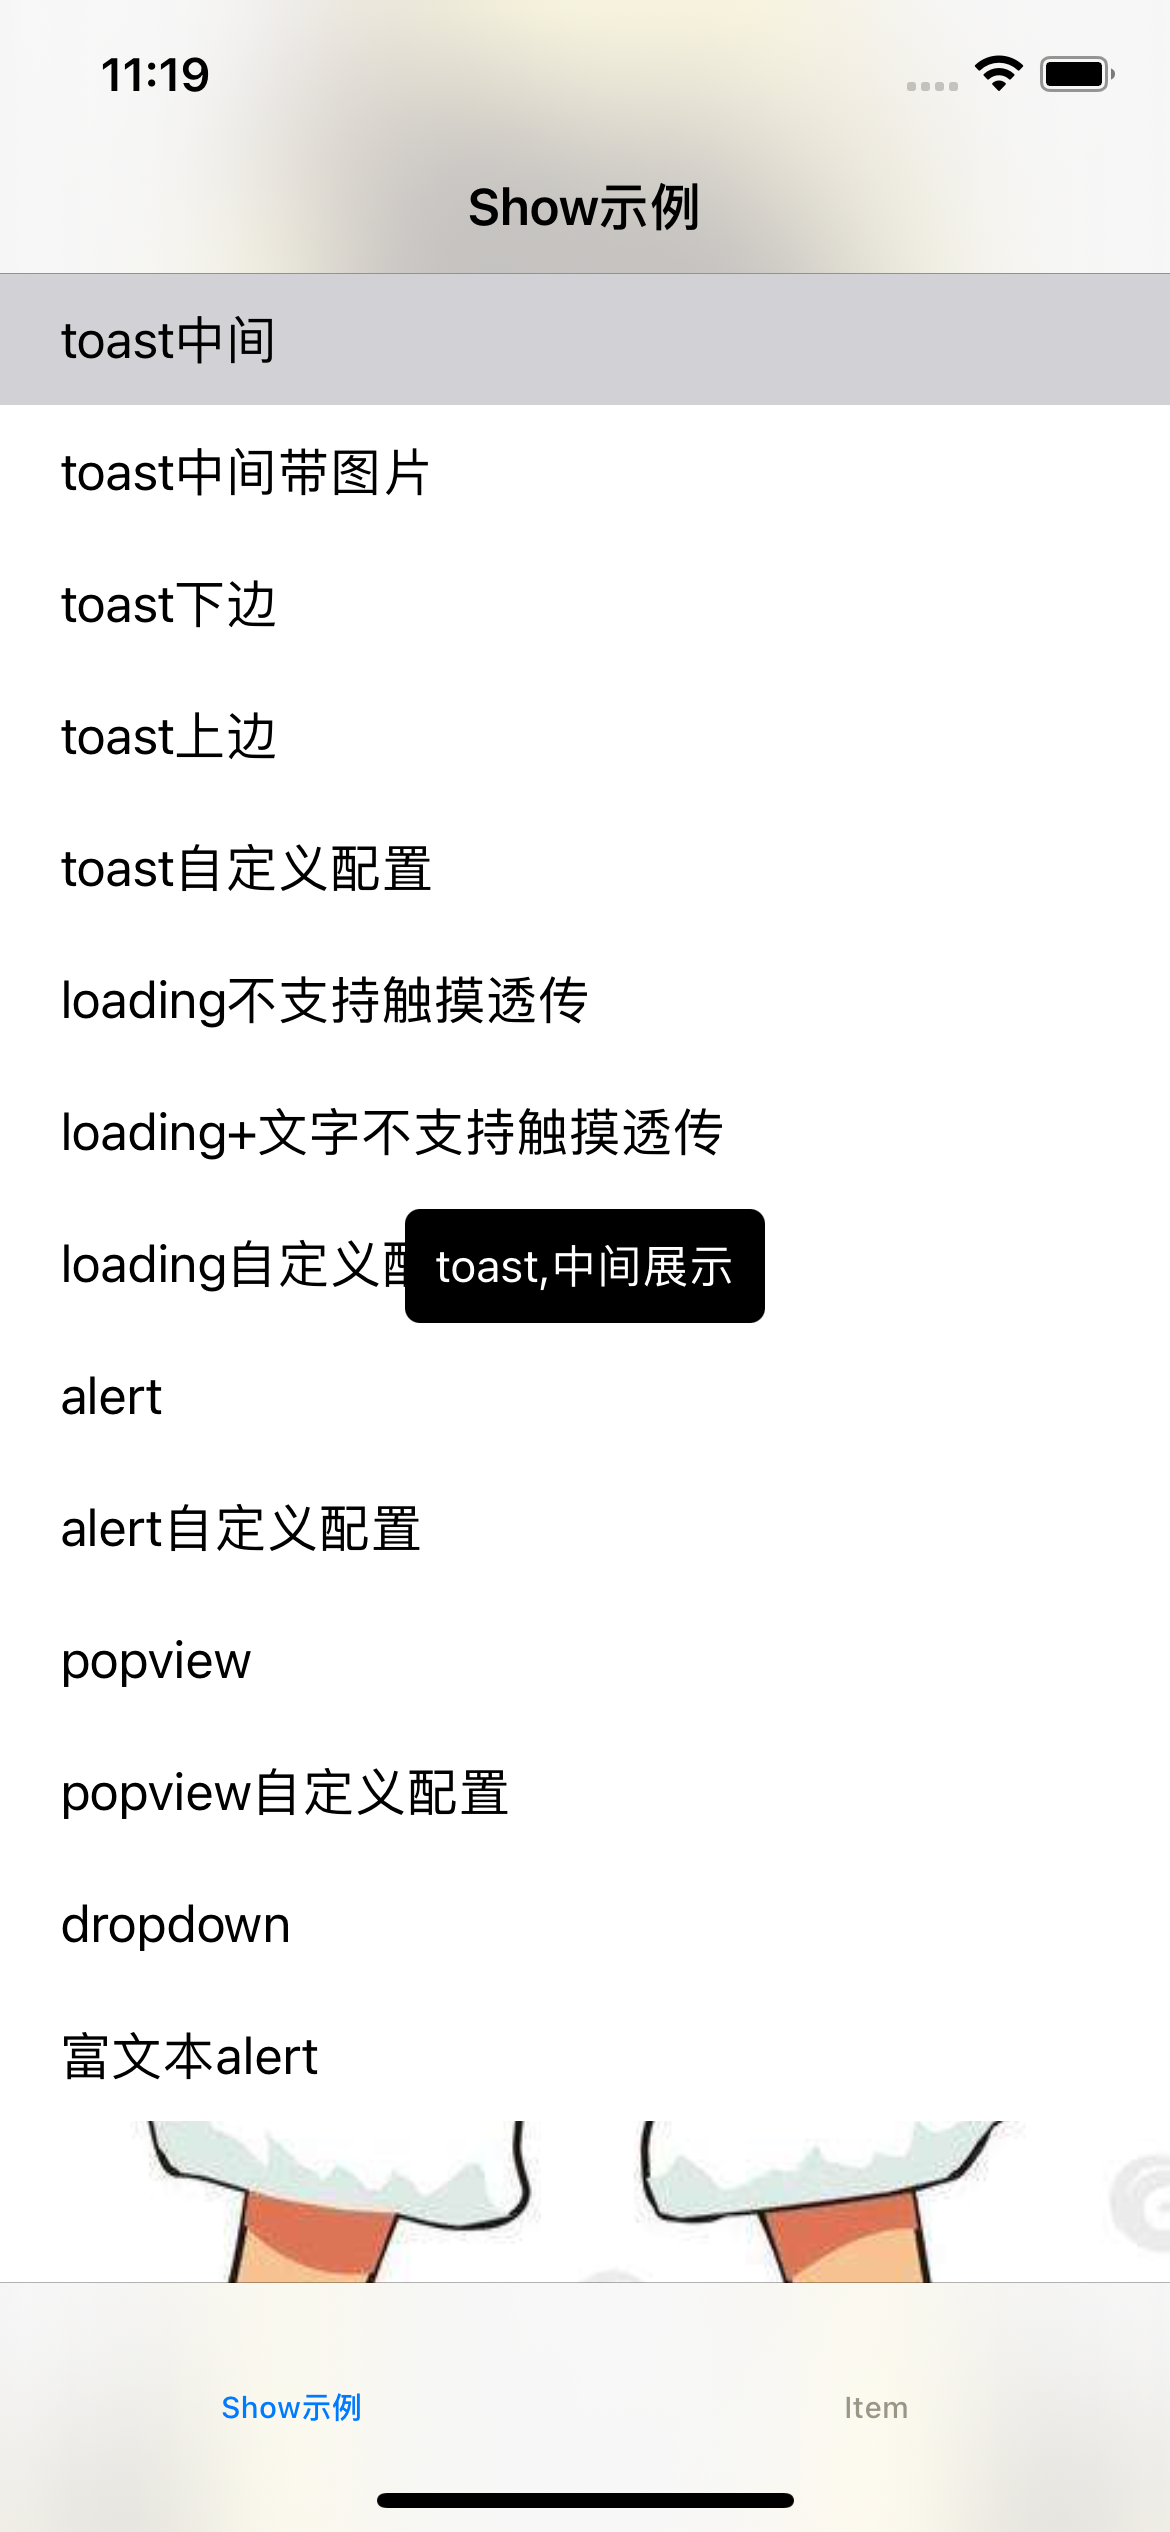 11:19
Show示例
toast中间
toast中间带图片
toast下边
toast上边
toast自定义配置
loading不支持触摸透传
loading+文字不支持触摸透传
loading自定义
toast,中间展示
alert
alert自定义配置
popview
popview自定义配置
dropdown
富文本alert
Show示例
Item